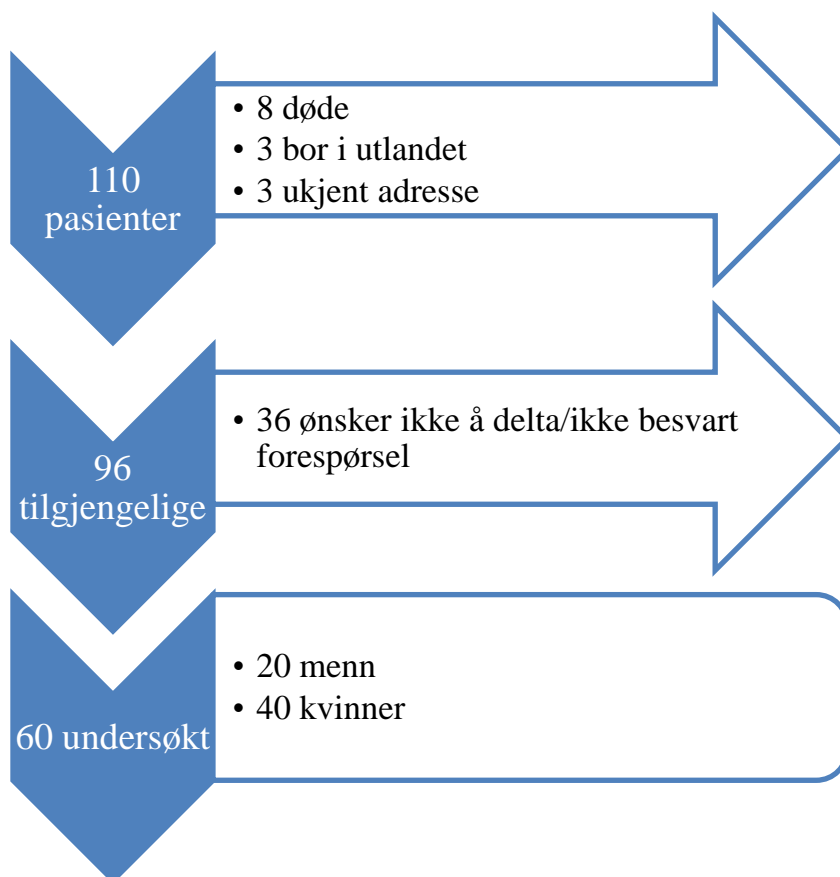 110
pasienter
• 8 døde
• 3 bor i utlandet
• 3 ukjent adresse
96
tilgjengelige
• 36 ønsker ikke å delta/ikke besvart
forespørsel
60 undersøkt
• 20 menn
• 40 kvinner